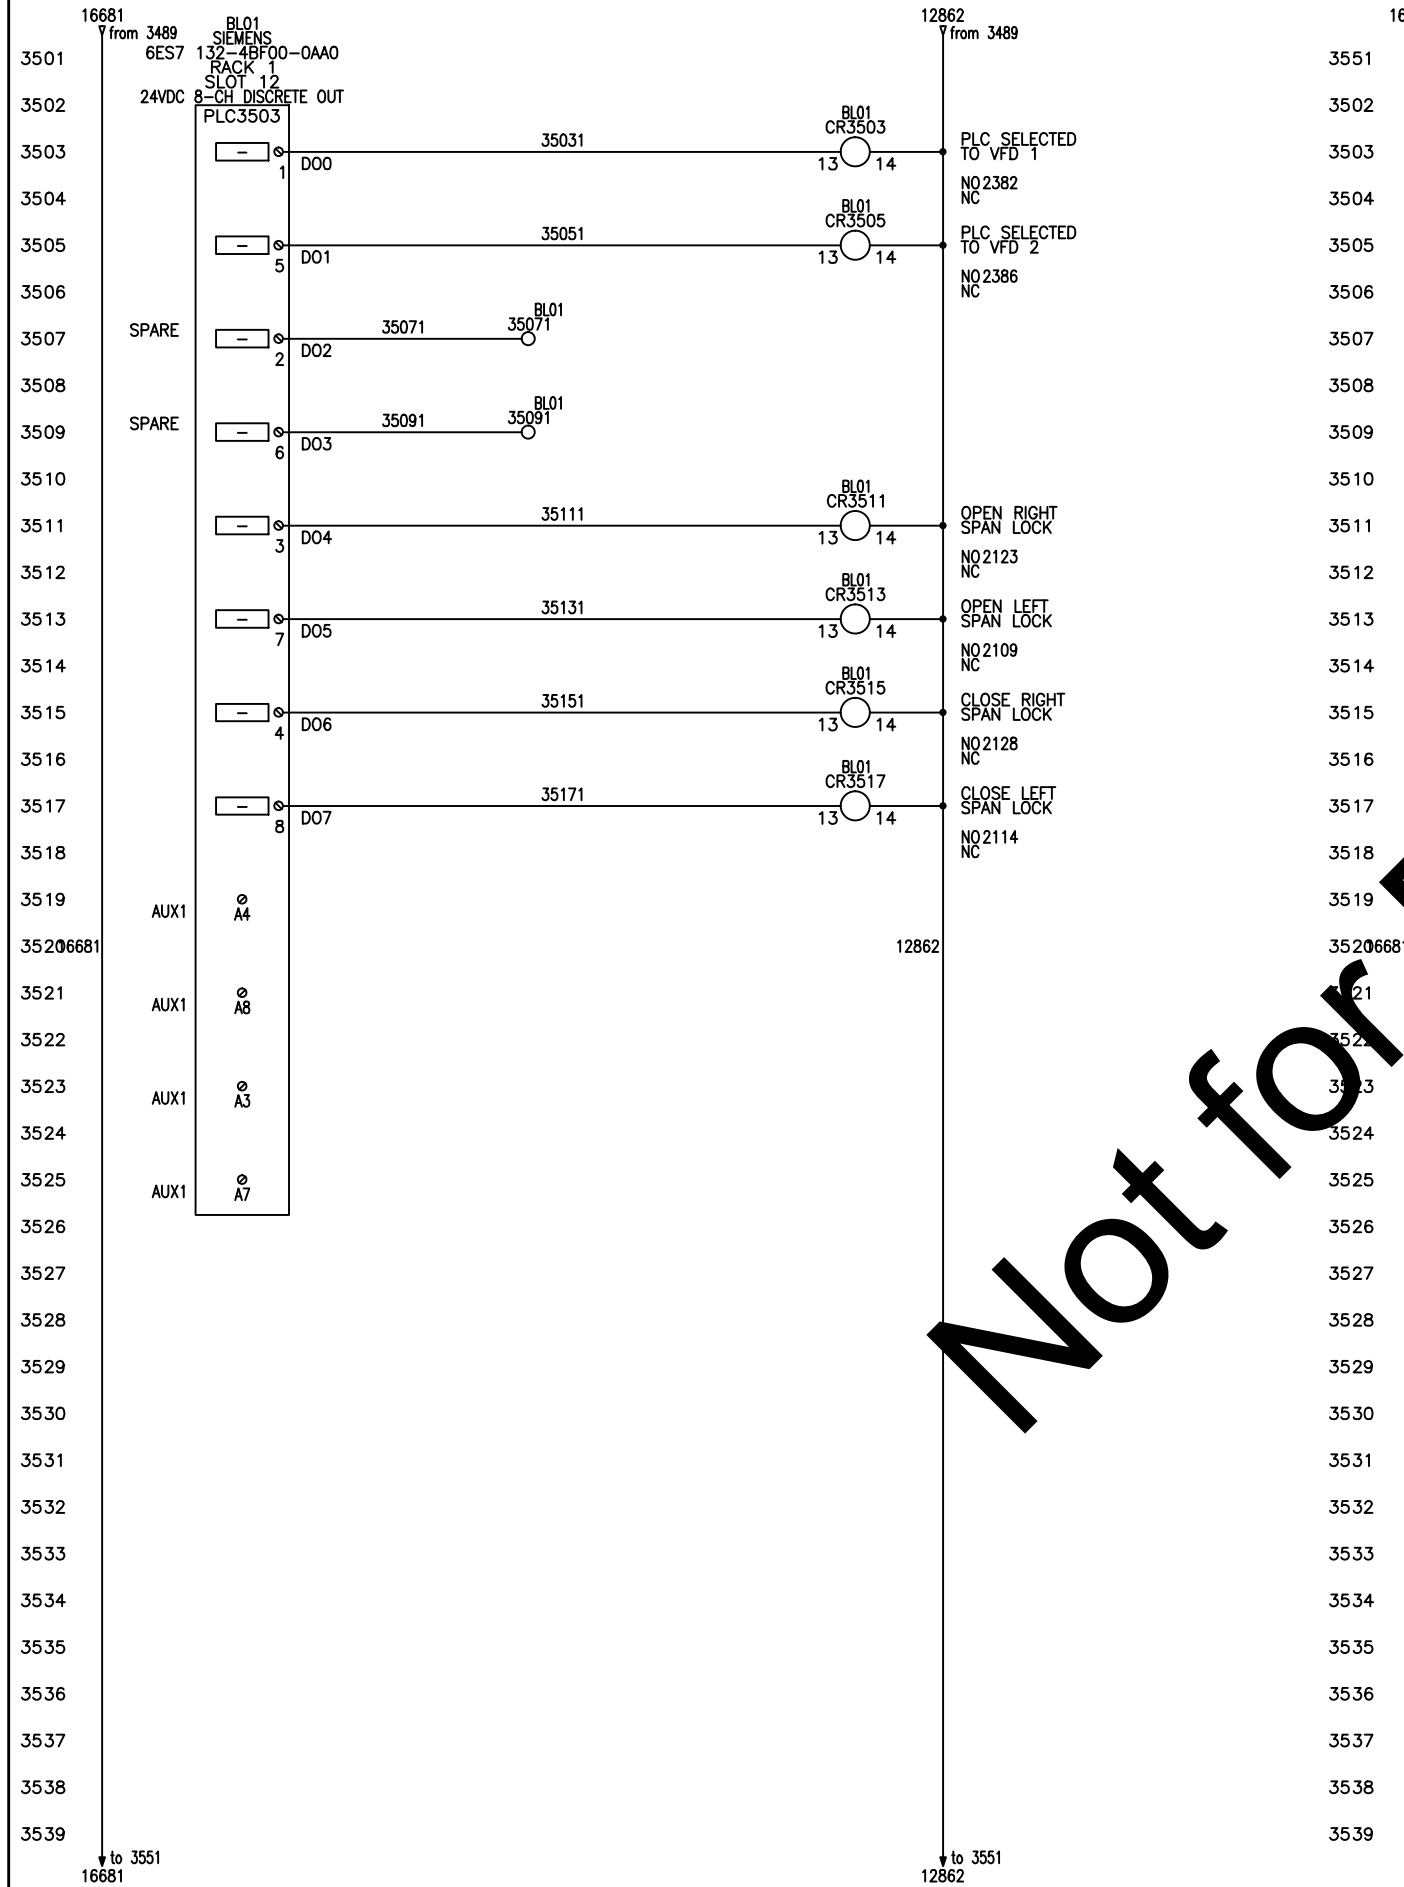 16681
from 3489
12862
from 3489
16
BL01
SIEMENS
6ES7 132-4BF00-0AA0
RACK 1
SLOT 12
24VDC 8-CH DISCRETE OUT
PLC3503
3501
3551
3502
3502
3503
1
DO0
35031
BL01
CR3503
13
14
PLC SELECTED
TO VFD 1
NO 2382
NC
3503
3504
3504
3505
5
DO1
35051
BL01
CR3505
13
14
PLC SELECTED
TO VFD 2
NO 2386
NC
3505
3506
3506
3507
SPARE
2
DO2
35071
BL01
35071
3507
3508
3508
3509
SPARE
6
DO3
35091
BL01
35091
3509
3510
3510
3511
3
DO4
35111
BL01
CR3511
13
14
OPEN RIGHT
SPAN LOCK
NO 2123
NC
3511
3512
3512
3513
7
DO5
35131
BL01
CR3513
13
14
OPEN LEFT
SPAN LOCK
NO 2109
NC
3513
3514
3514
3515
4
DO6
35151
BL01
CR3515
13
14
CLOSE RIGHT
SPAN LOCK
NO 2128
NC
3515
3516
3516
3517
8
DO7
35171
BL01
CR3517
13
14
CLOSE LEFT
SPAN LOCK
NO 2114
NC
3517
3518
3518
3519
AUX1
A4
3519
3520
16681
12862
3520
16681
3521
AUX1
A8
3521
3522
3522
3523
AUX1
A3
3523
3524
3524
3525
AUX1
A7
3525
3526
3526
3527
3527
3528
3528
3529
3529
3530
3530
3531
3531
3532
3532
3533
3533
3534
3534
3535
3535
3536
3536
3537
3537
3538
3538
3539
3539
to 3551
16681
to 3551
12862
Not for